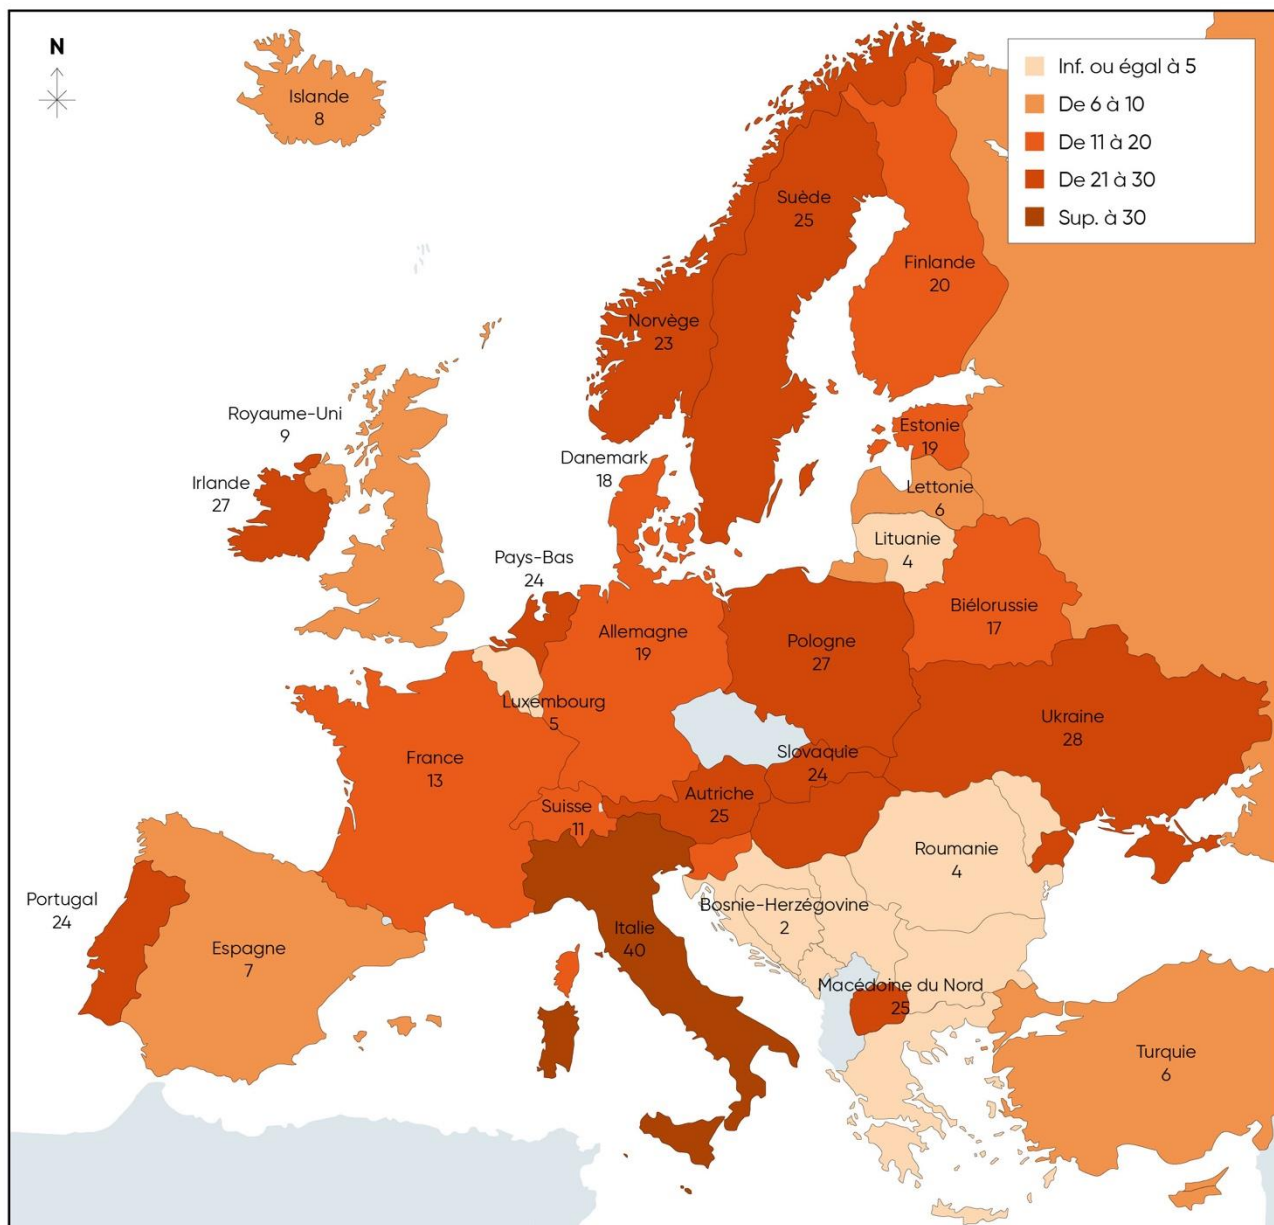 N
Inf. ou égal à 5
De 6 à 10
De 11 à 20
De 21 à 30
Sup. à 30
Islande
8
Suède
25
Finlande
20
Norvège
23
Royaume-Uni
9
Estonie
19
Danemark
18
Irlande
27
Lettonie
6
Lituanie
4
Pays-Bas
24
Biélorussie
17
Allemagne
19
Pologne
27
Luxembourg
5
Ukraine
28
France
13
Slovaquie
24
Autriche
25
Suisse
11
Roumanie
4
Portugal
24
Bosnie-Herzégovine
2
Italie
40
Espagne
7
Macédoine du Nord
25
Turquie
6